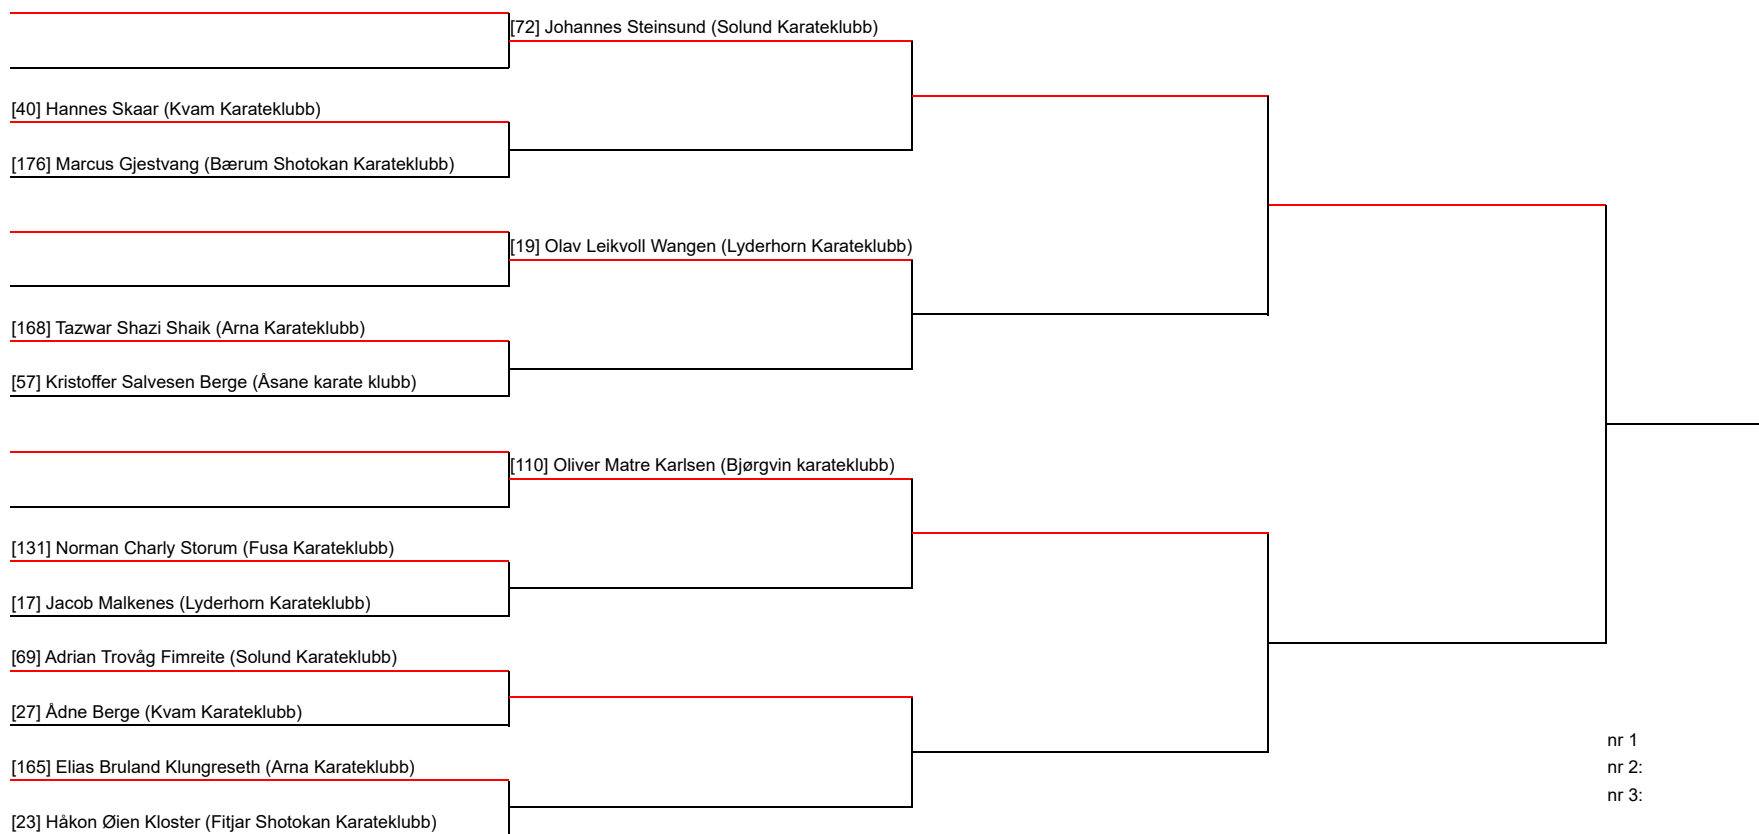 [72] Johannes Steinsund (Solund Karateklubb)
[40] Hannes Skaar (Kvam Karateklubb)
[176] Marcus Gjestvang (Bærum Shotokan Karateklubb)
[19] Olav Leikvoll Wangen (Lyderhorn Karateklubb)
[168] Tazwar Shazi Shaik (Arna Karateklubb)
[57] Kristoffer Salvesen Berge (Åsane karate klubb)
[110] Oliver Matre Karlsen (Bjørgvin karateklubb)
[131] Norman Charly Storum (Fusa Karateklubb)
[17] Jacob Malkenes (Lyderhorn Karateklubb)
[69] Adrian Trovåg Fimreite (Solund Karateklubb)
[27] Ådne Berge (Kvam Karateklubb)
[165] Elias Bruland Klungreseth (Arna Karateklubb)
[23] Håkon Øien Kloster (Fitjar Shotokan Karateklubb)
nr 1
nr 2:
nr 3: